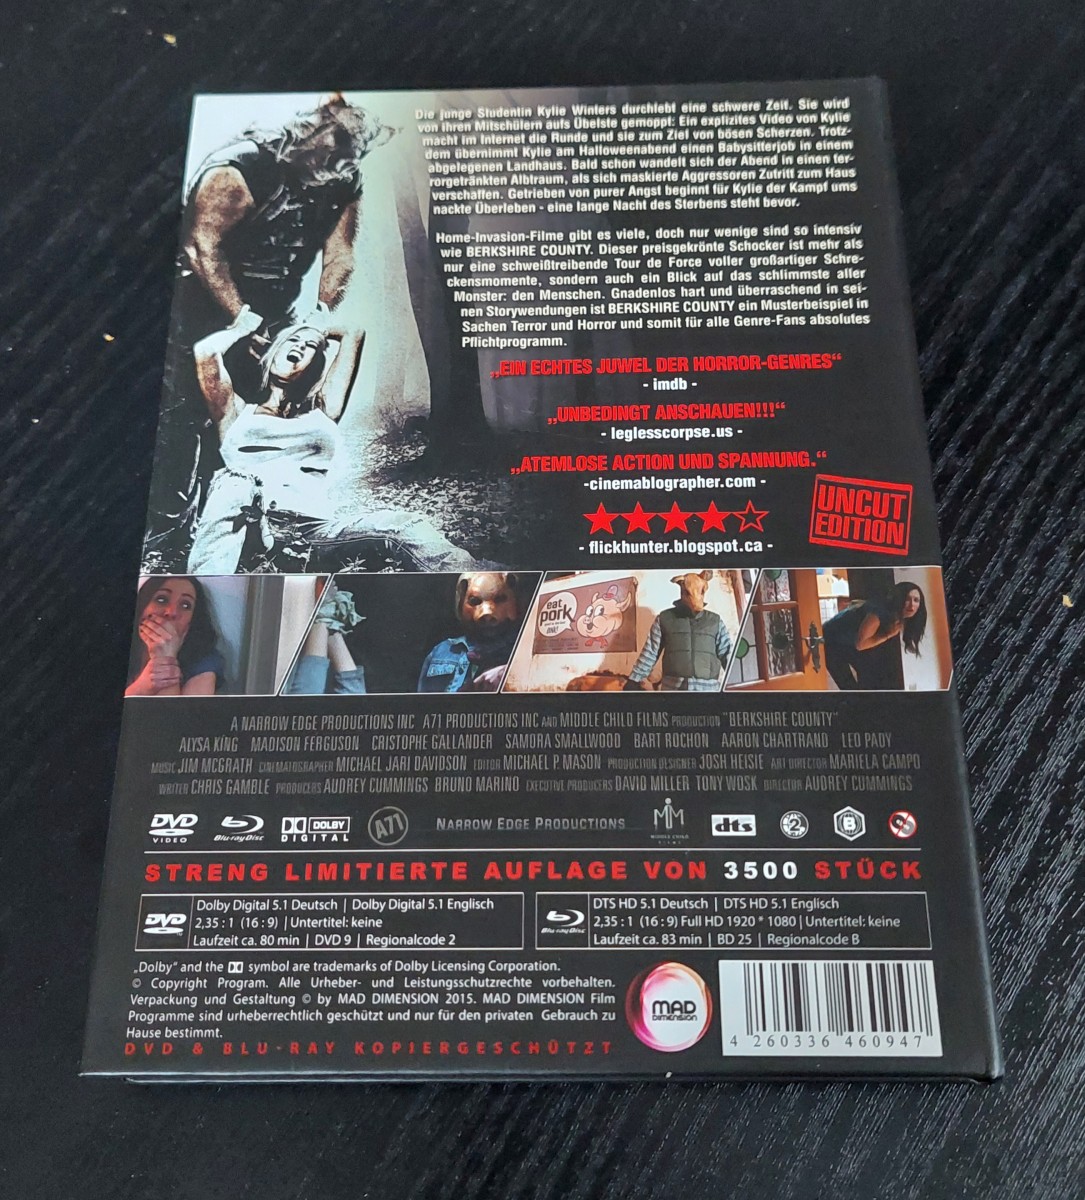 Die junge Studentin Kylie Winters durchlebt eine schwere Zeit. Sie wird
von ihren Mitschülern aufs Übelste gemoppt: Ein explizites Video von Kylie
macht im Internet die Runde und sie zum Ziel von bösen Scherzen. Trotz-
dem übernimmt Kylie am Halloweenabend einen Babysitterjob in einem
abgelegenen Landhaus. Bald schon wandelt sich der Abend in einen ter-
rorgetränkten Albtraum, als sich maskierte Aggressoren Zutritt zum Haus
verschaffen. Getrieben von purer Angst beginnt für Kylie der Kampf ums
nackte Überleben - eine lange Nacht des Sterbens steht bevor.
Home-Invasion-Filme gibt es viele, doch nur wenige sind so intensiv
wie BERKSHIRE COUNTY. Dieser preisgekrönte Schocker ist mehr als
nur eine schweißtreibende Tour de Force voller großartiger Schre-
ckensmomente, sondern auch ein Blick auf das schlimmste aller
Monster: den Menschen. Gnadenlos hart und überraschend in sei-
nen Storywendungen ist BERKSHIRE COUNTY ein Musterbeispiel in
Sachen Terror und Horror und somit für alle Genre-Fans absolutes
Pflichtprogramm.
„EIN ECHTES JUWEL DER HORROR-GENRES“
- imdb -
„UNBEDINGT ANSCHAUEN!!!“
- leglesscorpse.us -
„ATEMLOSE ACTION UND SPANNUNG.“
-cinemablographer.com -
- flickhunter.blogspot.ca -
UNCUT
EDITION
eat
pork
ONE!
A NARROW EDGE PRODUCTIONS INC A71 PRODUCTIONS INC AND MIDDLE CHILD FILMS PRODUCTION "BERKSHIRE COUNTY"
ALYSA KING MADISON FERGUSON CRISTOPHE GALLANDER SAMORA SMALLWOOD BART ROCHON AARON CHARTRAND LEO PADY
MUSIC JIM MCGRATH CINEMATOGRAPHER MICHAEL JARI DAVIDSON EDITOR MICHAEL P. MASON PRODUCTION DESIGNER JOSH HEISIE ART DIRECTOR MARIELA CAMPO
WRITER CHRIS GAMBLE PRODUCERS AUDREY CUMMINGS BRUNO MARINO EXECUTIVE PRODUCERS DAVID MILLER TONY WOSK DIRECTOR AUDREY CUMMINGS
DVD VIDEO Blu-ray Disc DOLBY DIGITAL A71 NARROW EDGE PRODUCTIONS MIDDLE CHILD FILMS dts 2 B
STRENG LIMITIERTE AUFLAGE VON 3500 STÜCK
DVD
Dolby Digital 5.1 Deutsch | Dolby Digital 5.1 Englisch
2,35 : 1 (16 : 9) | Untertitel: keine
Laufzeit ca. 80 min | DVD 9 | Regionalcode 2
Blu-ray Disc
DTS HD 5.1 Deutsch | DTS HD 5.1 Englisch
2,35 : 1 (16 : 9) Full HD 1920 * 1080 | Untertitel: keine
Laufzeit ca. 83 min | BD 25 | Regionalcode B
„Dolby“ and the symbol are trademarks of Dolby Licensing Corporation.
© Copyright Program. Alle Urheber- und Leistungsschutzrechte vorbehalten.
Verpackung und Gestaltung © by MAD DIMENSION 2015. MAD DIMENSION Film
Programme sind urheberrechtlich geschützt und nur für den privaten Gebrauch zu
Hause bestimmt.
DVD & BLU-RAY KOPIERGESCHÜTZT
MAD
DIMENSION
4 260336 460947